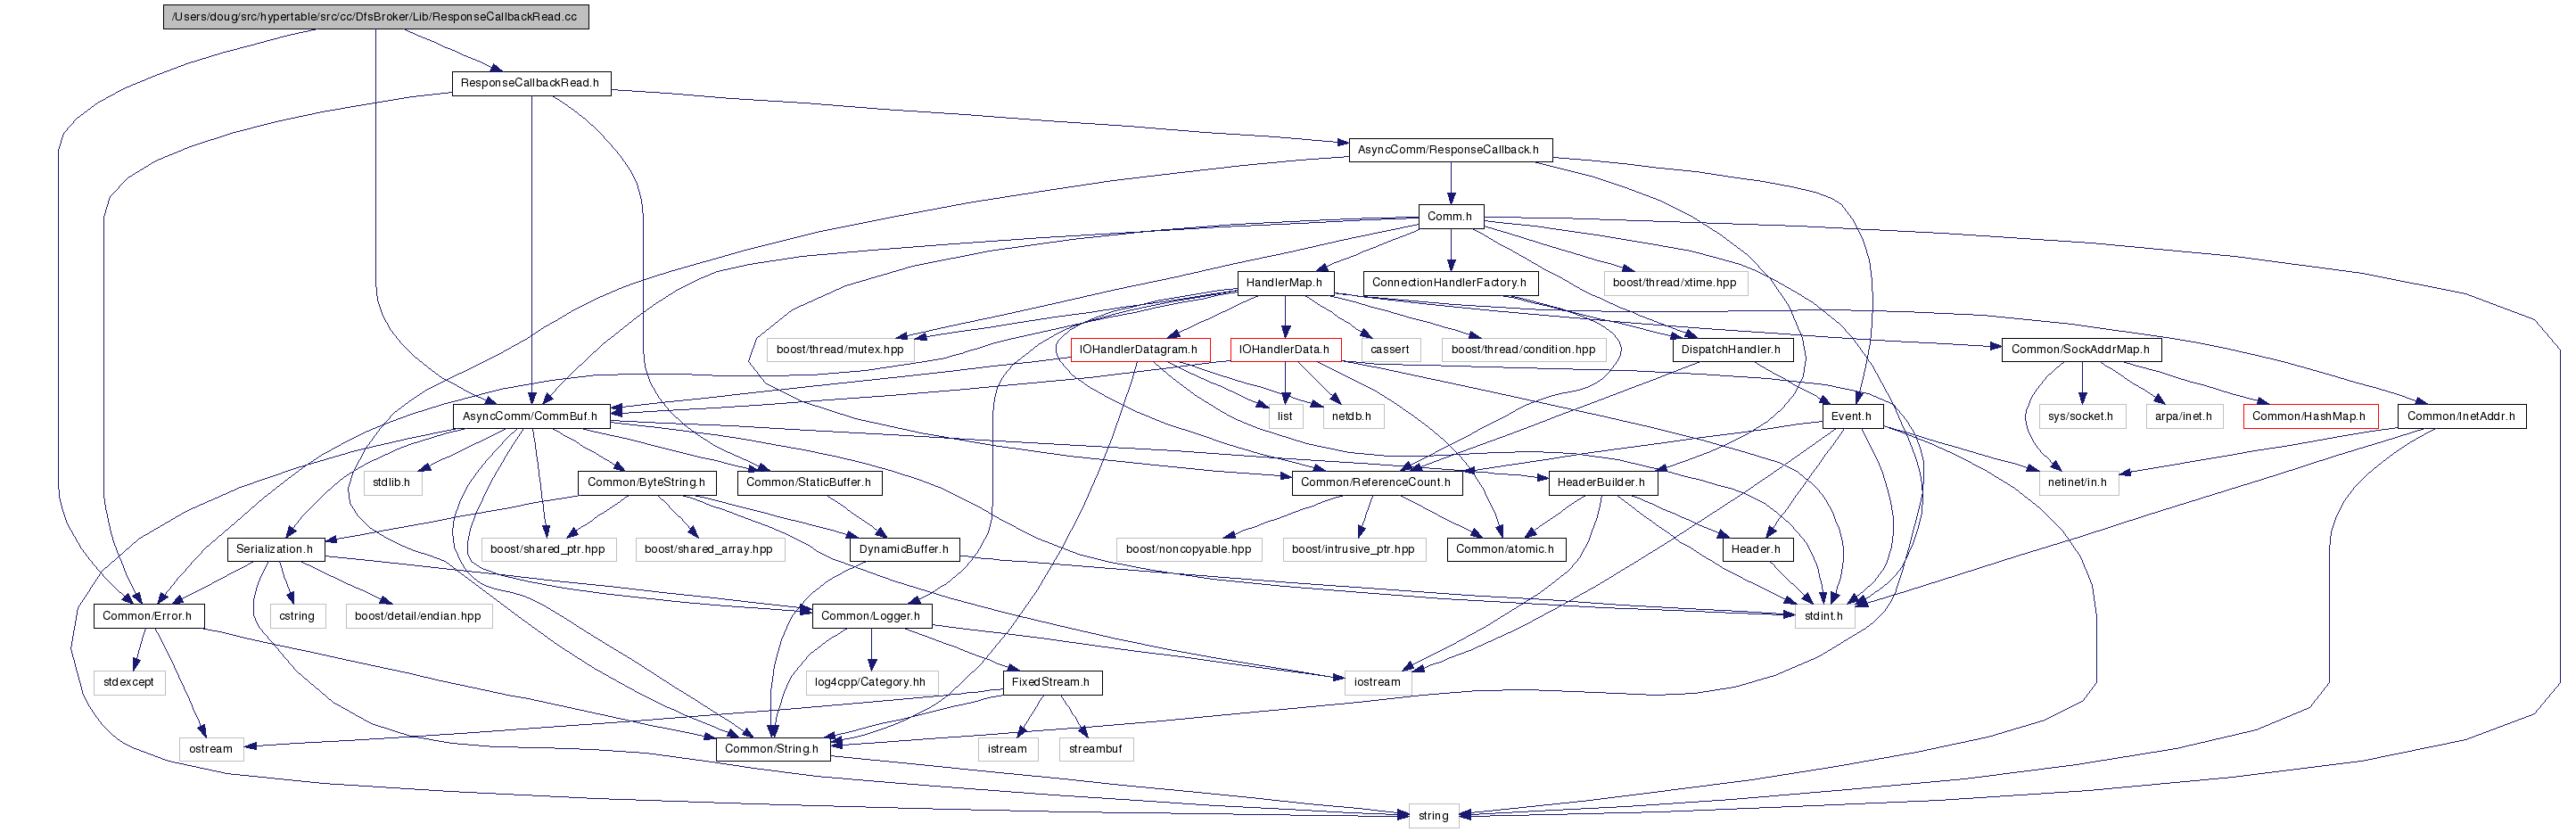 /Users/doug/src/hypertable/src/cc/DfsBroker/Lib/ResponseCallbackRead.cc
ResponseCallbackRead.h
AsyncComm/ResponseCallback.h
Comm.h
HandlerMap.h
ConnectionHandlerFactory.h
boost/thread/xtime.hpp
boost/thread/mutex.hpp
IOHandlerDatagram.h
IOHandlerData.h
cassert
boost/thread/condition.hpp
DispatchHandler.h
Common/SockAddrMap.h
AsyncComm/CommBuf.h
list
netdb.h
Event.h
sys/socket.h
arpa/inet.h
Common/HashMap.h
Common/InetAddr.h
stdlib.h
Common/ByteString.h
Common/StaticBuffer.h
Common/ReferenceCount.h
HeaderBuilder.h
netinet/in.h
Serialization.h
boost/shared_ptr.hpp
boost/shared_array.hpp
DynamicBuffer.h
boost/noncopyable.hpp
boost/intrusive_ptr.hpp
Common/atomic.h
Header.h
Common/Error.h
cstring
boost/detail/endian.hpp
Common/Logger.h
stdint.h
stdexcept
log4cpp/Category.hh
FixedStream.h
iostream
ostream
Common/String.h
istream
streambuf
string